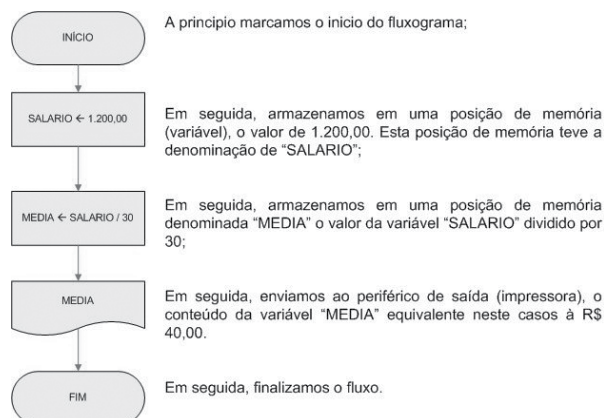 INÍCIO
A principio marcamos o inicio do fluxograma;
SALARIO ← 1.200,00
Em seguida, armazenamos em uma posição de memória
(variável), o valor de 1.200,00. Esta posição de memória teve a
denominação de “SALARIO”;
MEDIA ← SALARIO / 30
Em seguida, armazenamos em uma posição de memória
denominada “MEDIA” o valor da variável “SALARIO” dividido por
30;
MEDIA
Em seguida, enviamos ao periférico de saída (impressora), o
conteúdo da variável “MEDIA” equivalente neste casos à R$
40,00.
FIM
Em seguida, finalizamos o fluxo.